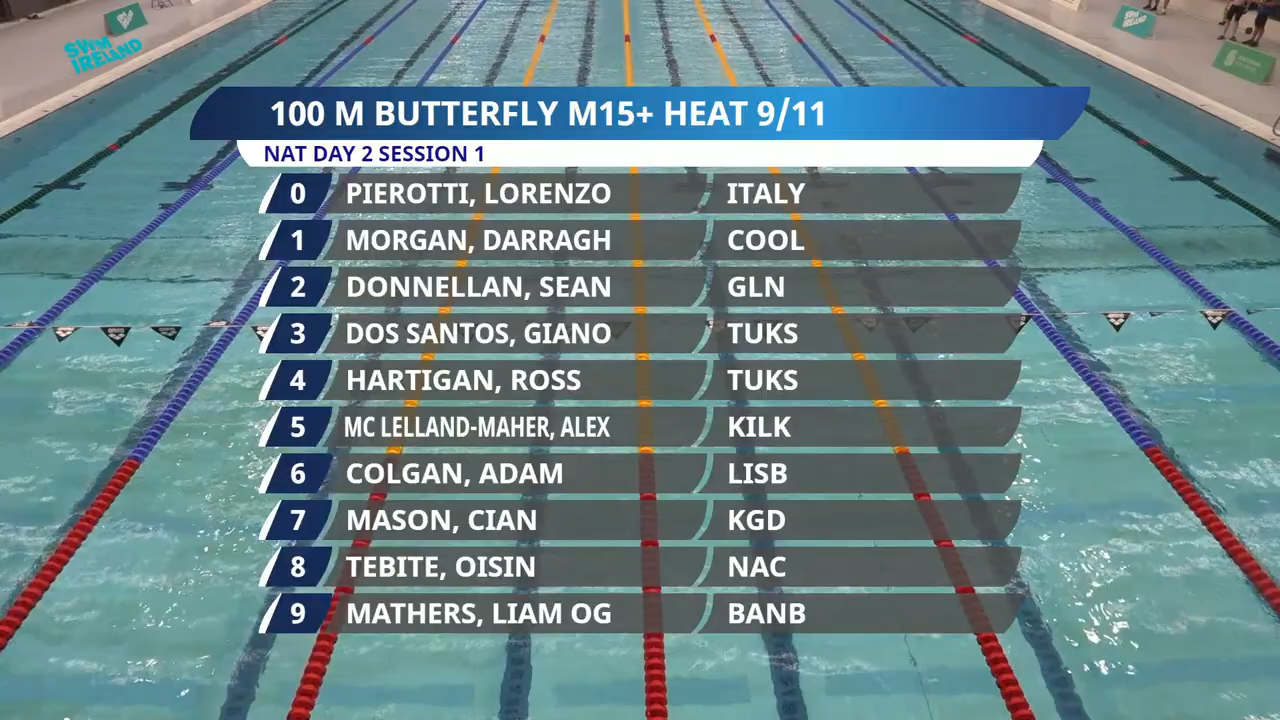 SWIM
IRELAND
SWIM
IRELAND
100 M BUTTERFLY M15+ HEAT 9/11
NAT DAY 2 SESSION 1
0 PIEROTTI, LORENZO ITALY
1 MORGAN, DARRAGH COOL
2 DONNELLAN, SEAN GLN
3 DOS SANTOS, GIANO TUKS
4 HARTIGAN, ROSS TUKS
5 MC LELLAND-MAHER, ALEX KILK
6 COLGAN, ADAM LISB
7 MASON, CIAN KGD
8 TEBITE, OISIN NAC
9 MATHERS, LIAM OG BANB